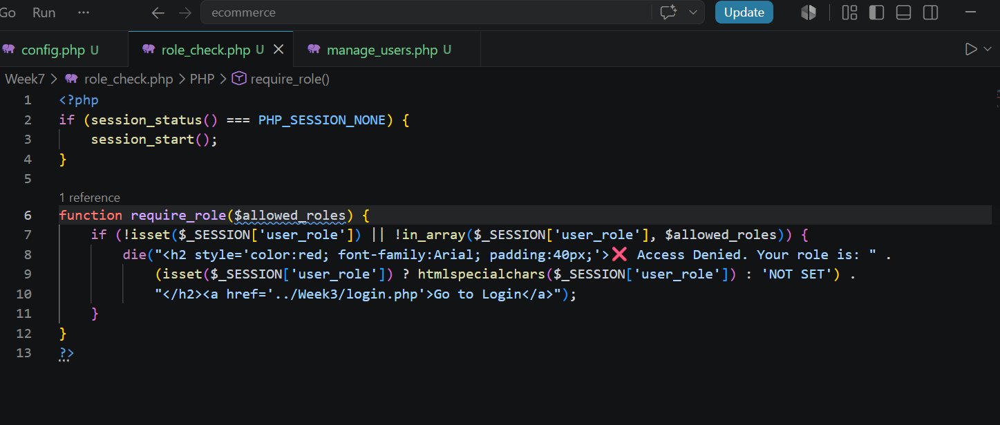 Go Run ··· ecommerce Update
config.php U role_check.php U manage_users.php U
Week7 > role_check.php > PHP > require_role()
1 <?php
2 if (session_status() === PHP_SESSION_NONE) {
3     session_start();
4 }
5
1 reference
6 function require_role($allowed_roles) {
7     if (!isset($_SESSION['user_role']) || !in_array($_SESSION['user_role'], $allowed_roles)) {
8         die("<h2 style='color:red; font-family:Arial; padding:40px;'>❌ Access Denied. Your role is: " .
9             (isset($_SESSION['user_role']) ? htmlspecialchars($_SESSION['user_role']) : 'NOT SET') .
10             "</h2><a href='../Week3/login.php'>Go to Login</a>");
11     }
12 }
13 ?>